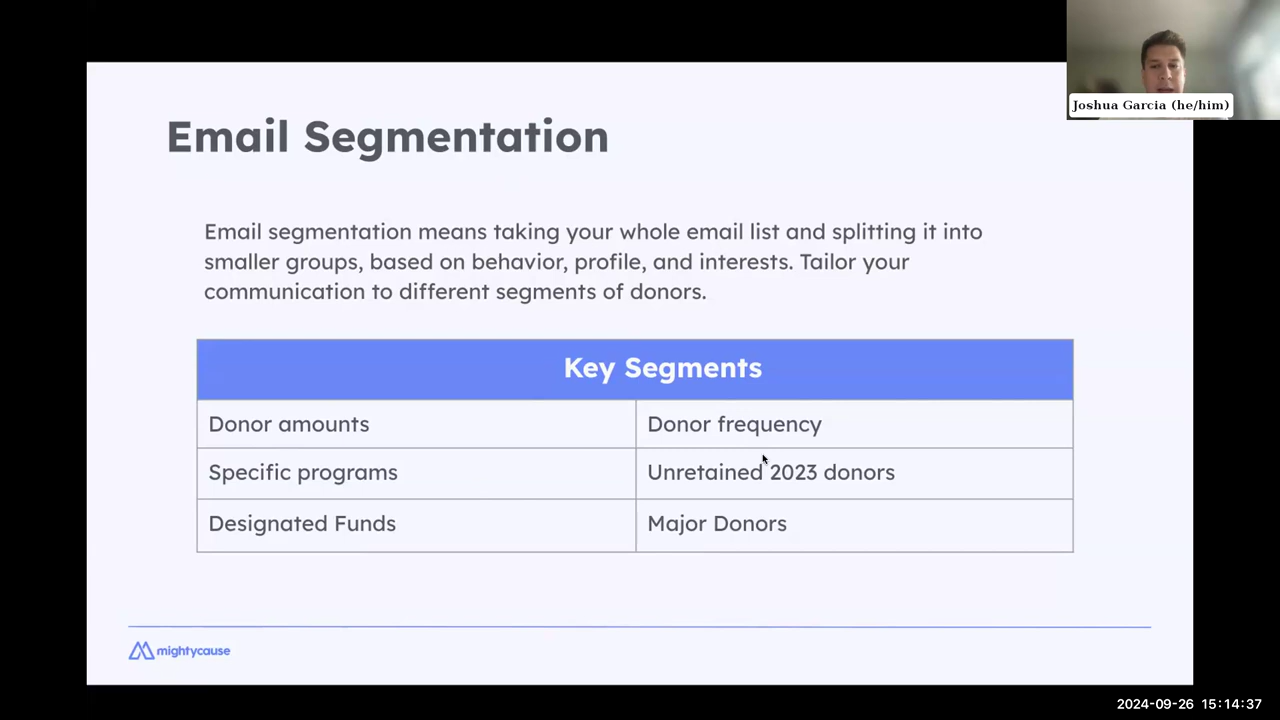 Joshua Garcia (he/him)
Email Segmentation
Email segmentation means taking your whole email list and splitting it into
smaller groups, based on behavior, profile, and interests. Tailor your
communication to different segments of donors.
Key Segments
Donor amounts
Donor frequency
Specific programs
Unretained 2023 donors
Designated Funds
Major Donors
mightycause
2024-09-26 15:14:37